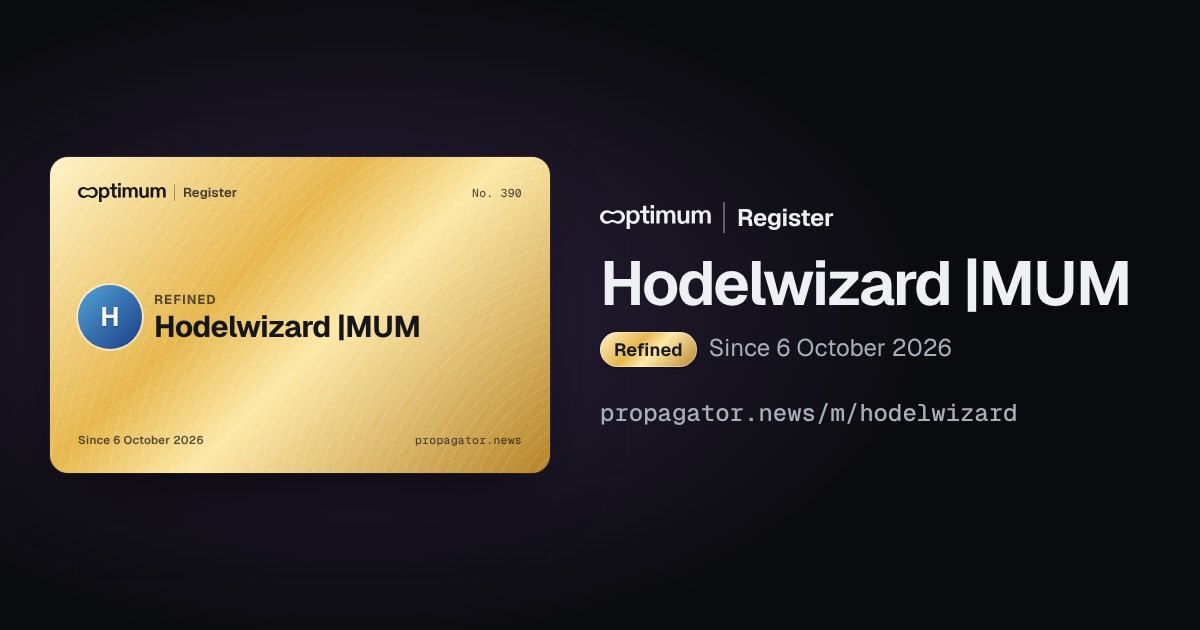 optimum | Register
No. 390
H
REFINED
Hodelwizard |MUM
Since 6 October 2026
propagator.news
optimum | Register
Hodelwizard |MUM
Refined
Since 6 October 2026
propagator.news/m/hodelwizard